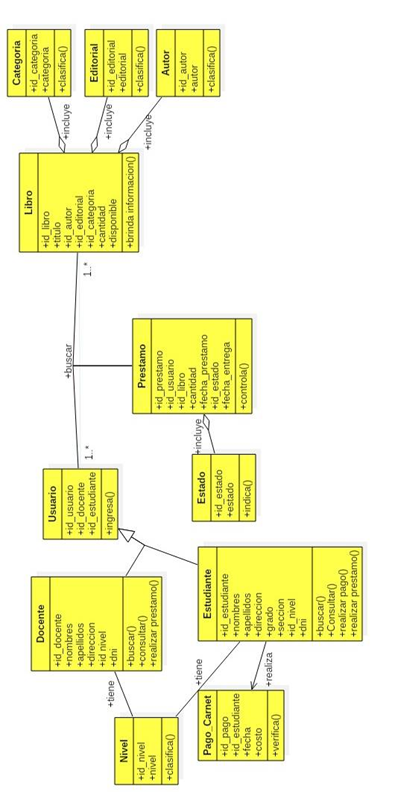 Categoria
+id_categoria
+categoria
+clasifica()
Editorial
+id_editorial
+editorial
+clasifica()
Autor
+id_autor
+autor
+clasifica()
+incluye
+incluye
+incluye
Libro
+id_libro
+titulo
+id_autor
+id_editorial
+id_categoria
+cantidad
+disponible
+brinda informacion()
1..*
+buscar
1..*
Prestamo
+id_prestamo
+id_usuario
+id_libro
+cantidad
+fecha_prestamo
+id_estado
+fecha_entrega
+controla()
+incluye
Estado
+id_estado
+estado
+indica()
Usuario
+id_usuario
+id_docente
+id_estudiante
+ingresa()
Docente
+id_docente
+nombres
+apellidos
+direccion
+id nivel
+dni
+buscar()
+consultar()
+realizar prestamo()
Estudiante
+id_estudiante
+nombres
+apellidos
+direccion
+grado
+seccion
+id_nivel
+dni
+buscar()
+Consultar()
+realizar pago()
+realizar prestamo()
+tiene
+tiene
+realiza
Nivel
+id_nivel
+nivel
+clasifica()
Pago_Carnet
+id_pago
+id_estudiante
+fecha
+costo
+verifica()